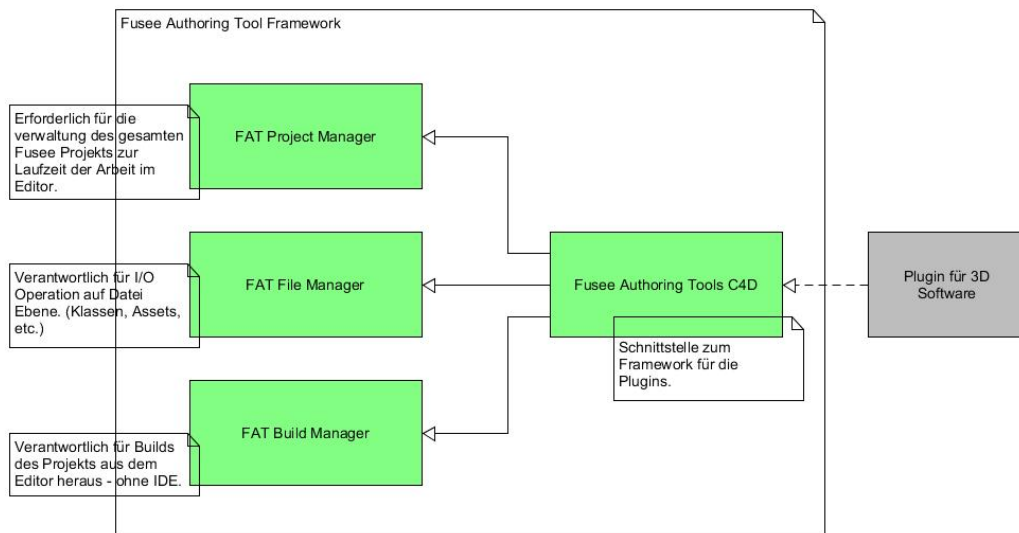 Fusee Authoring Tool Framework
Erforderlich für die
verwaltung des gesamten
Fusee Projekts zur
Laufzeit der Arbeit im
Editor.
FAT Project Manager
Verantwortlich für I/O
Operation auf Datei
Ebene. (Klassen, Assets,
etc.)
FAT File Manager
Fusee Authoring Tools C4D
Plugin für 3D
Software
Schnittstelle zum
Framework für die
Plugins.
Verantwortlich für Builds
des Projekts aus dem
Editor heraus - ohne IDE.
FAT Build Manager